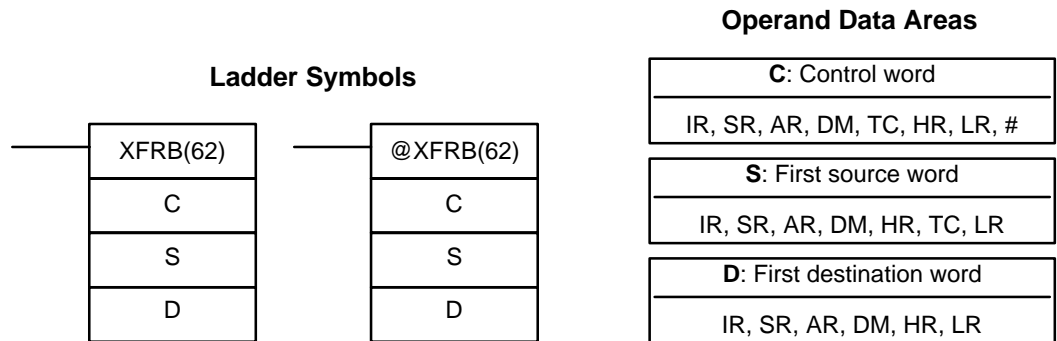 Ladder Symbols
XFRB(62)
C
S
D
@XFRB(62)
C
S
D
Operand Data Areas
C: Control word
IR, SR, AR, DM, TC, HR, LR, #
S: First source word
IR, SR, AR, DM, HR, TC, LR
D: First destination word
IR, SR, AR, DM, HR, LR